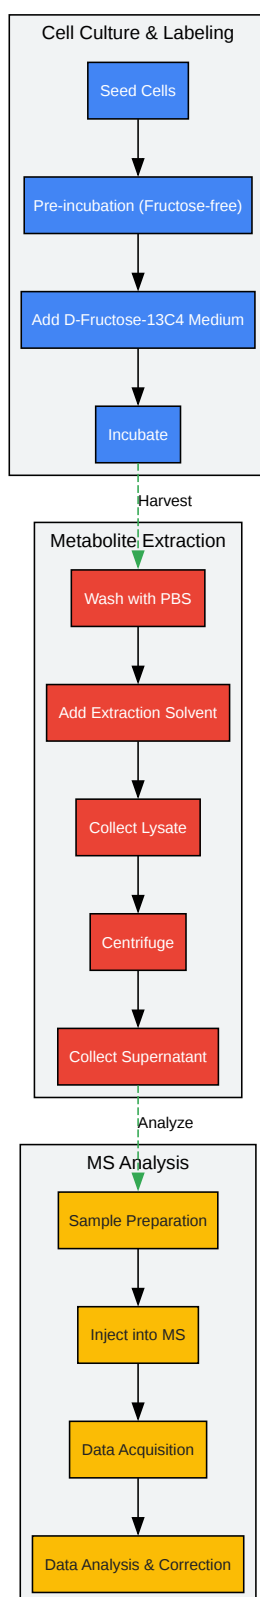 Cell Culture & Labeling
Seed Cells
Pre-incubation (Fructose-free)
Add D-Fructose-13C4 Medium
Incubate
Harvest
Metabolite Extraction
Wash with PBS
Add Extraction Solvent
Collect Lysate
Centrifuge
Collect Supernatant
Analyze
MS Analysis
Sample Preparation
Inject into MS
Data Acquisition
Data Analysis & Correction